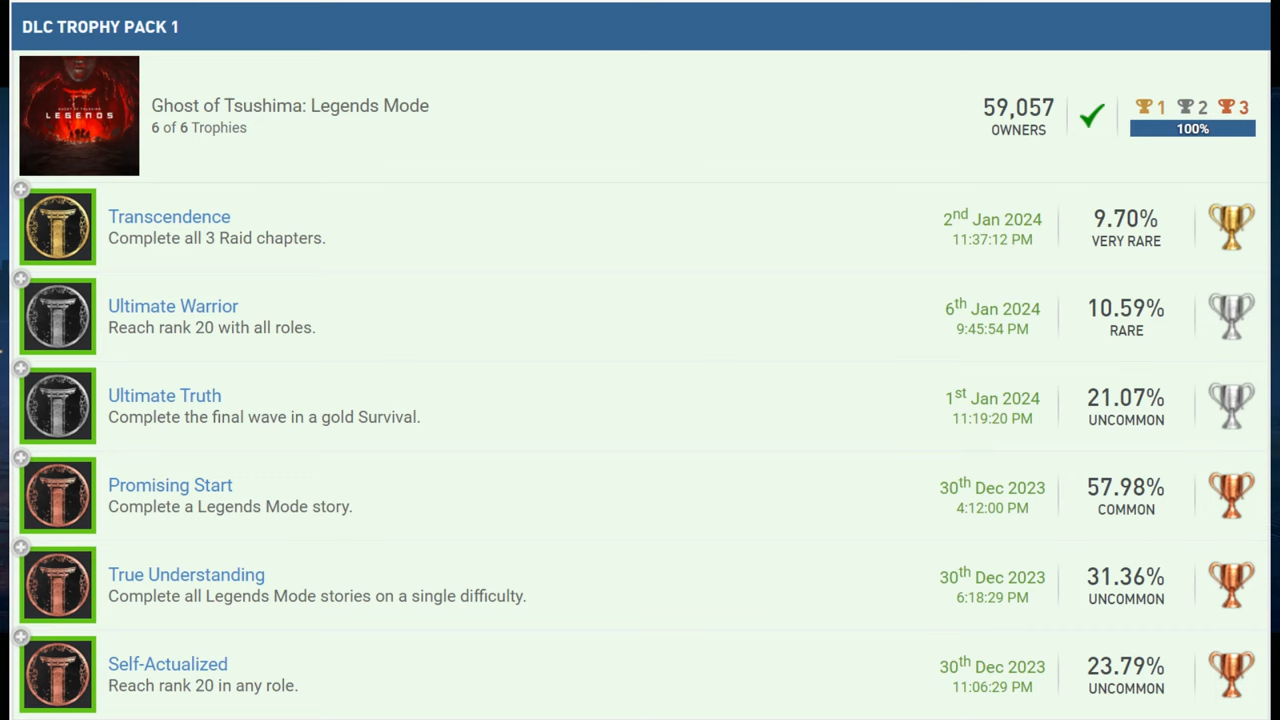 DLC TROPHY PACK 1
GHOST OF TSUSHIMA
LEGENDS
Ghost of Tsushima: Legends Mode
6 of 6 Trophies
59,057
OWNERS
1 2 3
100%
Transcendence
Complete all 3 Raid chapters.
2nd Jan 2024
11:37:12 PM
9.70%
VERY RARE
Ultimate Warrior
Reach rank 20 with all roles.
6th Jan 2024
9:45:54 PM
10.59%
RARE
Ultimate Truth
Complete the final wave in a gold Survival.
1st Jan 2024
11:19:20 PM
21.07%
UNCOMMON
Promising Start
Complete a Legends Mode story.
30th Dec 2023
4:12:00 PM
57.98%
COMMON
True Understanding
Complete all Legends Mode stories on a single difficulty.
30th Dec 2023
6:18:29 PM
31.36%
UNCOMMON
Self-Actualized
Reach rank 20 in any role.
30th Dec 2023
11:06:29 PM
23.79%
UNCOMMON